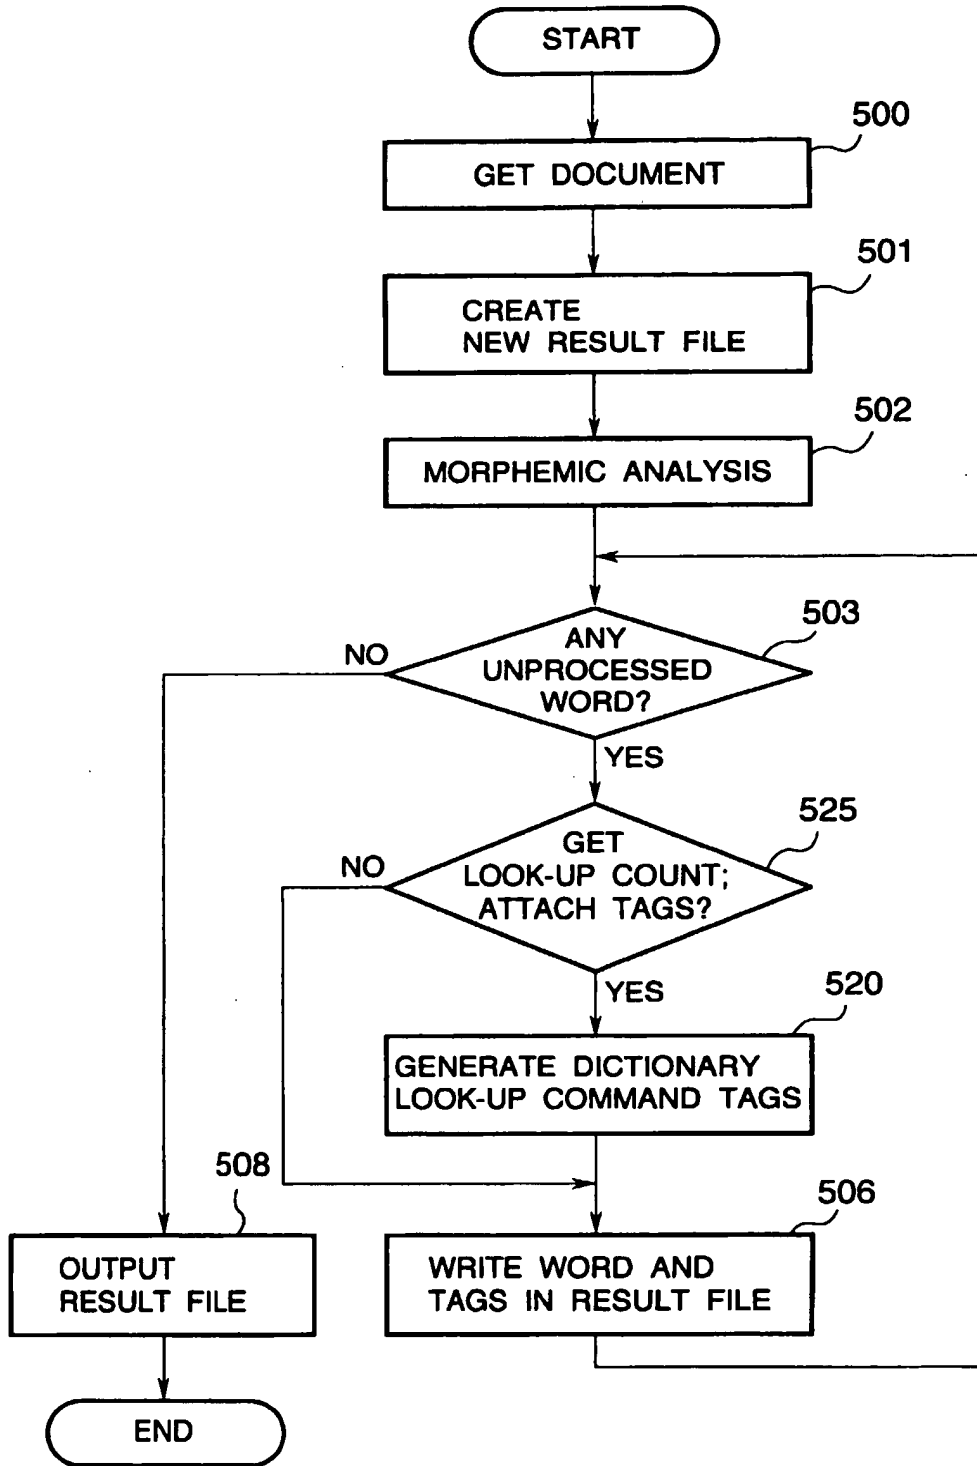 START
500
GET DOCUMENT
501
CREATE
NEW RESULT FILE
502
MORPHEMIC ANALYSIS
503
ANY
UNPROCESSED
WORD?
NO
YES
525
GET
LOOK-UP COUNT;
ATTACH TAGS?
NO
YES
520
GENERATE DICTIONARY
LOOK-UP COMMAND TAGS
508
OUTPUT
RESULT FILE
506
WRITE WORD AND
TAGS IN RESULT FILE
END